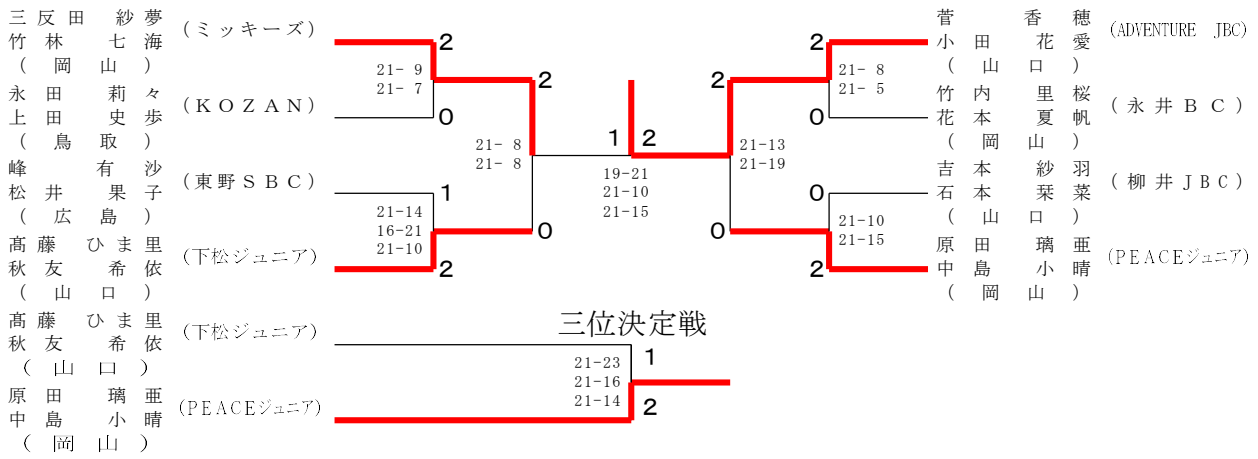 三反田 紗夢
竹林 七海
(岡山)
(ミッキーズ)
2
21- 9
21- 7
永田 莉々
上田 史歩
(鳥取)
(KOZAN)
0
2
21- 8
21- 8
峰 有沙
松井 果子
(広島)
(東野SBC)
1
21-14
16-21
21-10
髙藤 ひま里
秋友 希依
(山口)
(下松ジュニア)
2
0
1
2
19-21
21-10
21-15
菅 香穂
小田 花愛
(山口)
(ADVENTURE JBC)
2
21- 8
21- 5
竹内 里桜
花本 夏帆
(岡山)
(永井BC)
0
2
21-13
21-19
吉本 紗羽
石本 栞菜
(山口)
(柳井JBC)
0
21-10
21-15
原田 璃亜
中島 小晴
(岡山)
(PEACEジュニア)
2
0
三位決定戦
髙藤 ひま里
秋友 希依
(山口)
(下松ジュニア)
1
21-23
21-16
21-14
原田 璃亜
中島 小晴
(岡山)
(PEACEジュニア)
2